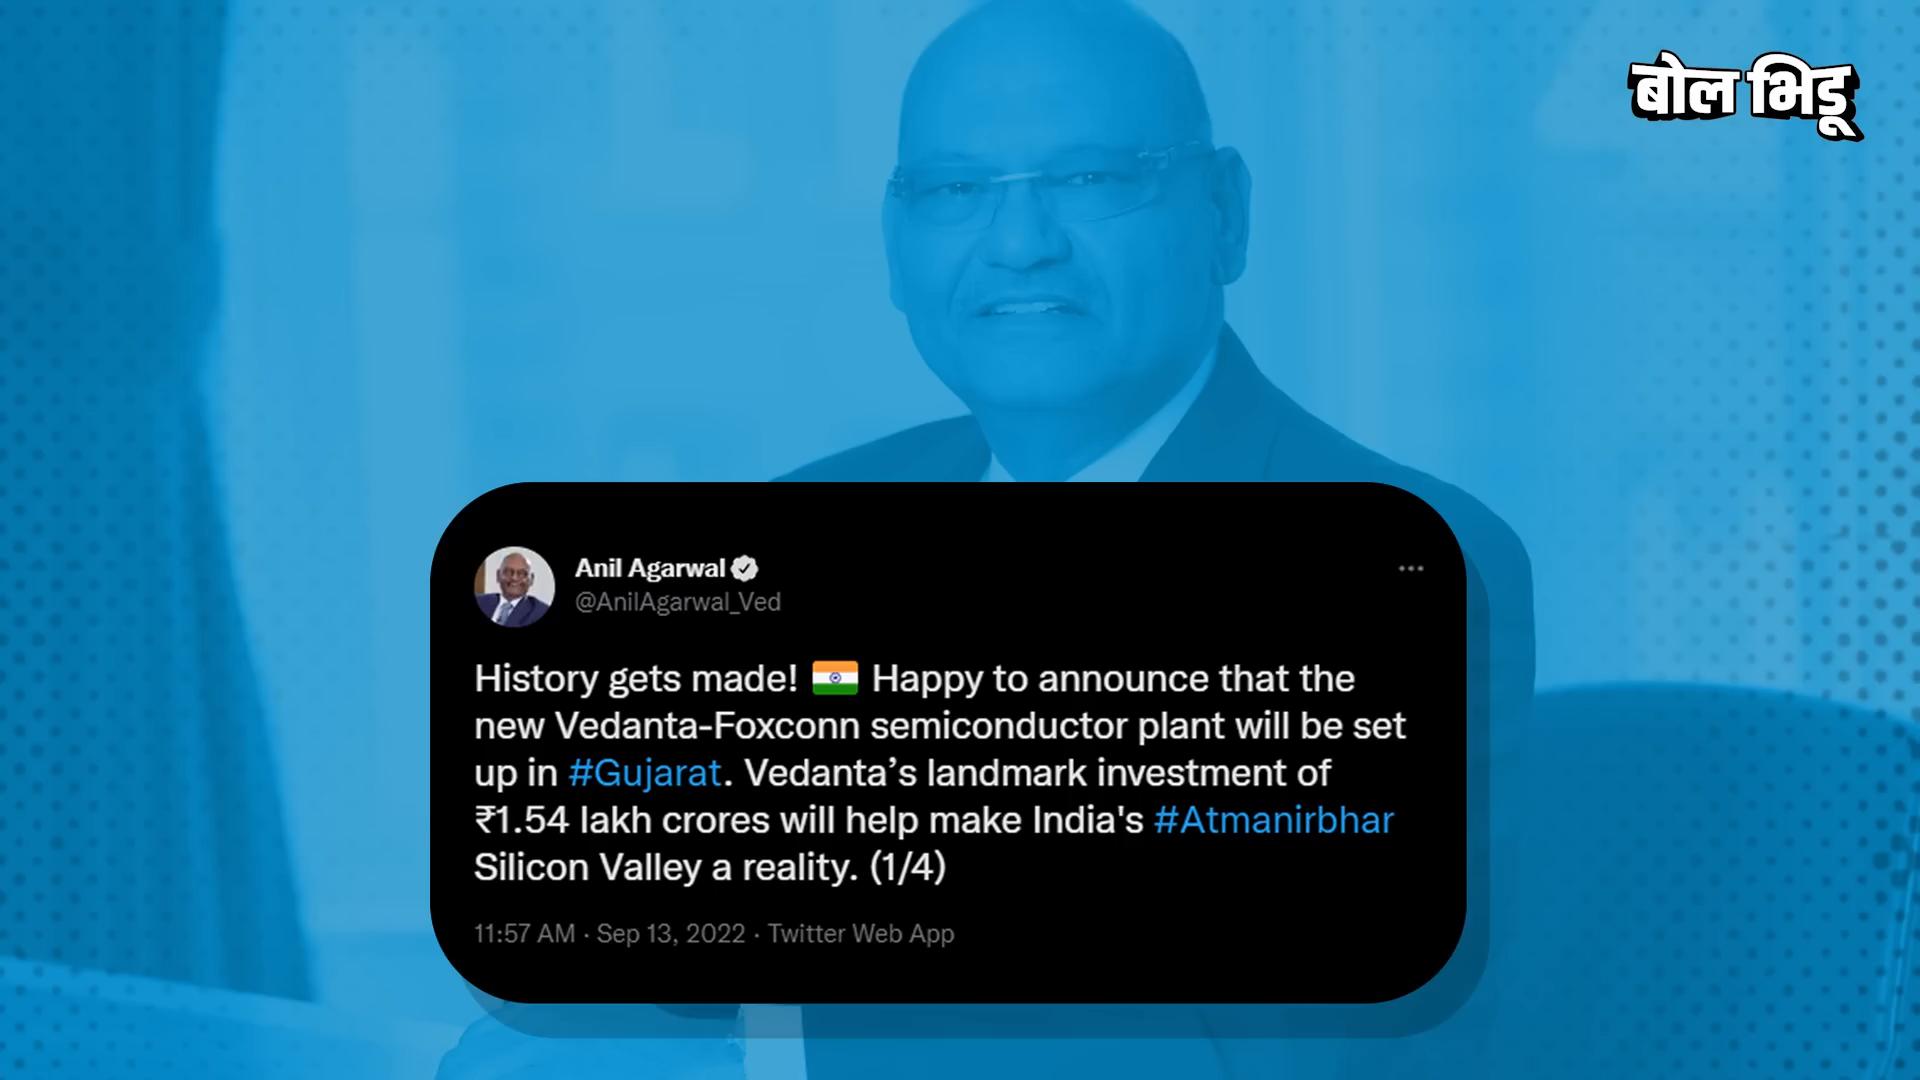 बोल भिडू
Anil Agarwal
@AnilAgarwal_Ved
History gets made! 🇮🇳 Happy to announce that the
new Vedanta-Foxconn semiconductor plant will be set
up in #Gujarat. Vedanta’s landmark investment of
₹1.54 lakh crores will help make India's #Atmanirbhar
Silicon Valley a reality. (1/4)
11:57 AM · Sep 13, 2022 · Twitter Web App